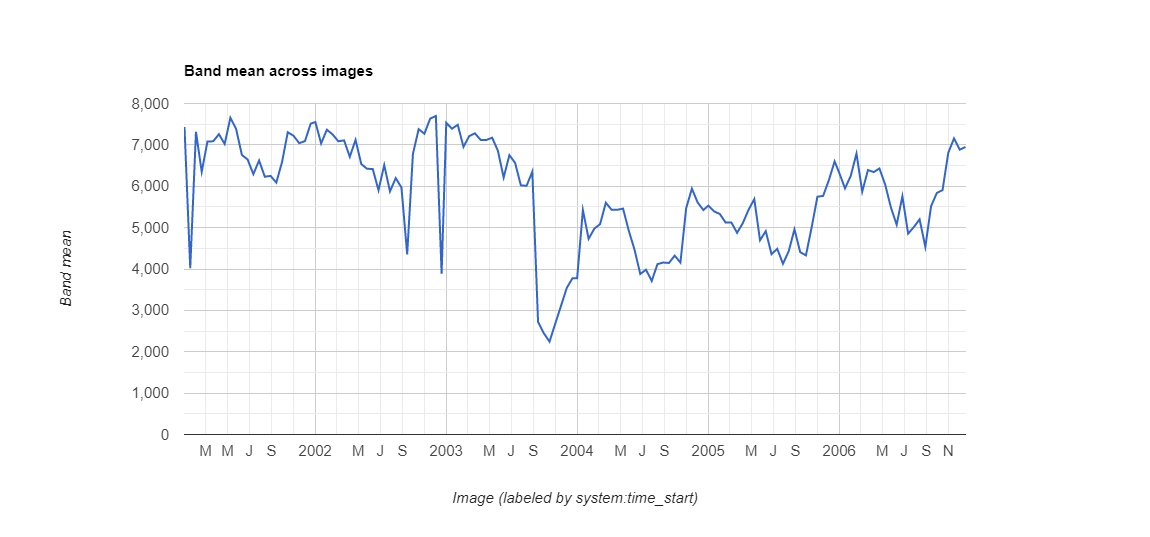 Band mean across images
8,000
7,000
6,000
5,000
4,000
3,000
2,000
1,000
0
Band mean
M M J S 2002 M J S 2003 M J S 2004 M J S 2005 M J S 2006 M J S N
Image (labeled by system:time_start)